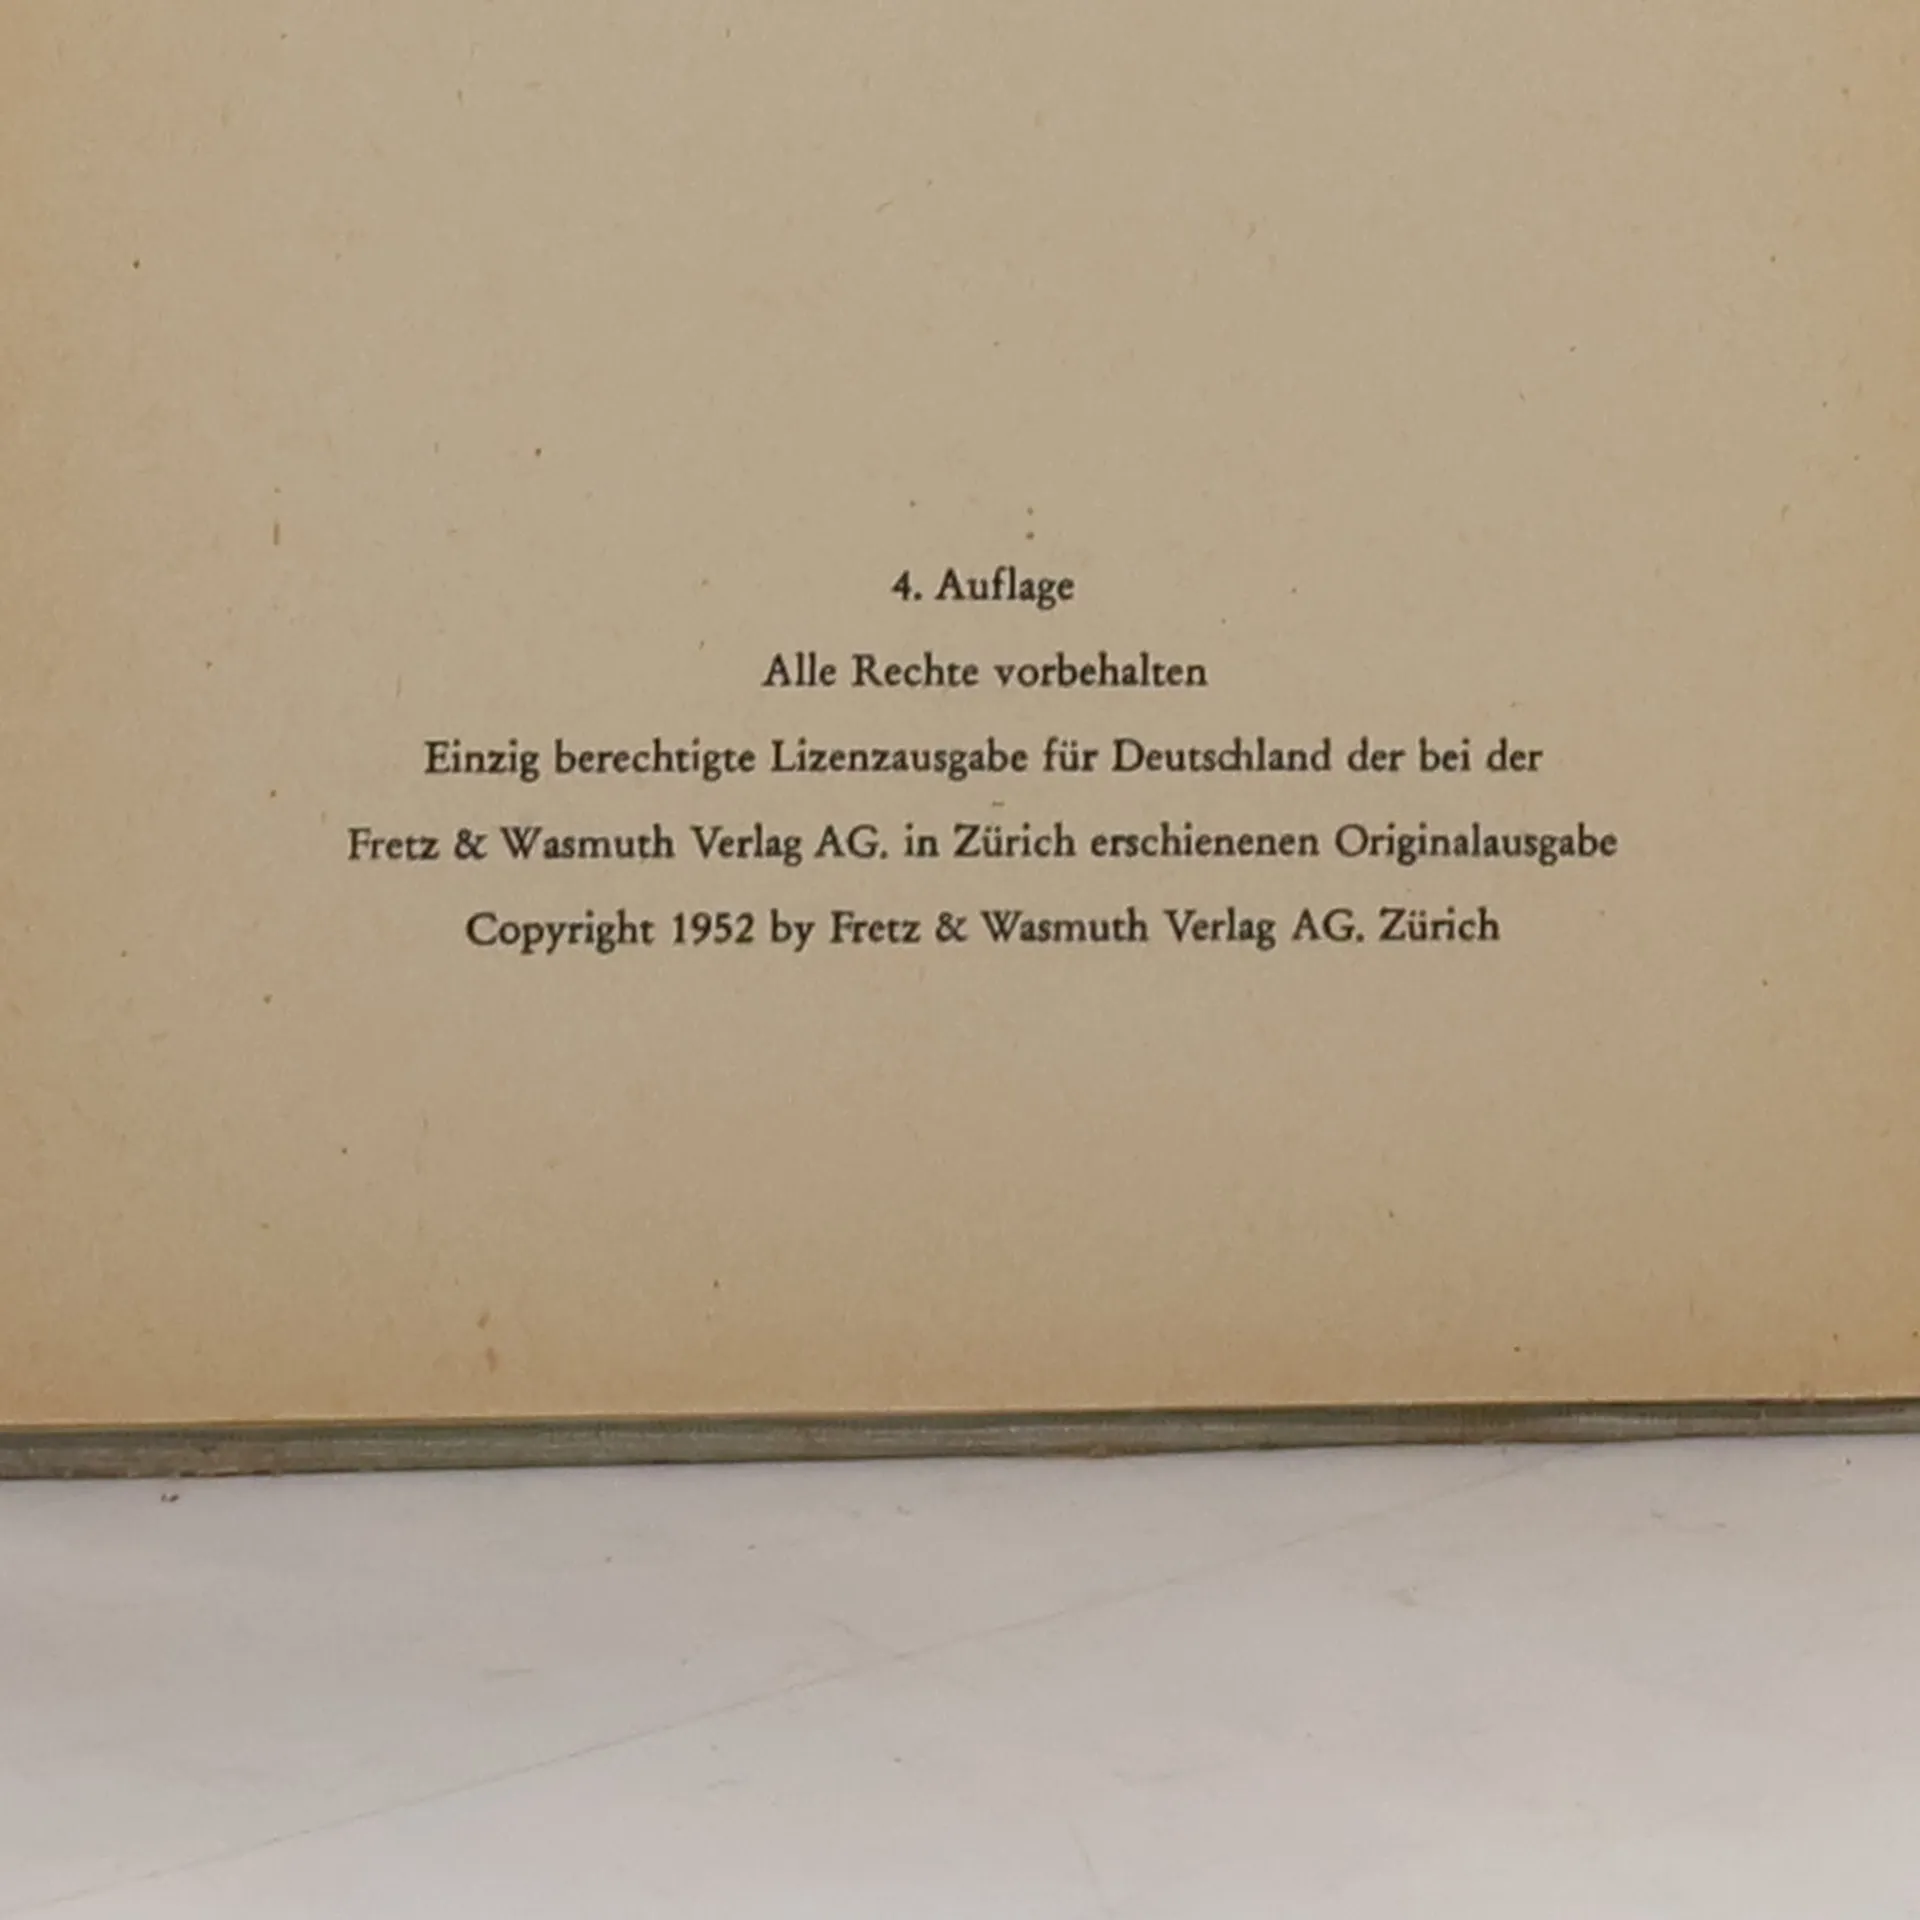 4. Auflage
Alle Rechte vorbehalten
Einzig berechtigte Lizenzausgabe für Deutschland der bei der
Fretz & Wasmuth Verlag AG. in Zürich erschienenen Originalausgabe
Copyright 1952 by Fretz & Wasmuth Verlag AG. Zürich